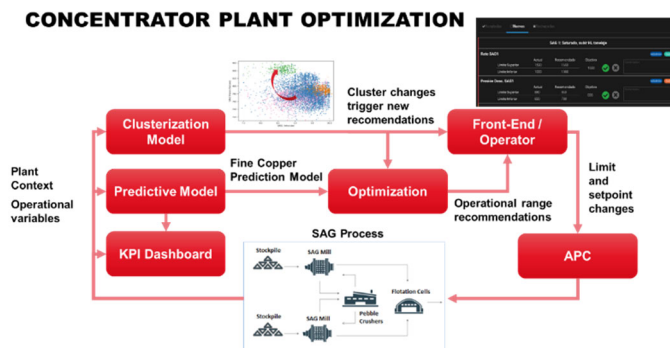 CONCENTRATOR PLANT OPTIMIZATION
Cluster changes
trigger new
recomendations
Clusterization
Model
Front-End /
Operator
Plant
Context
Operational
variables
Fine Copper
Prediction Model
Predictive Model
Optimization
Operational range
recommendations
Limit
and
setpoint
changes
KPI Dashboard
SAG Process
APC
Stockpile
SAG Mill
Flotation Cells
Pebble
Crushers
Stockpile
SAG Mill